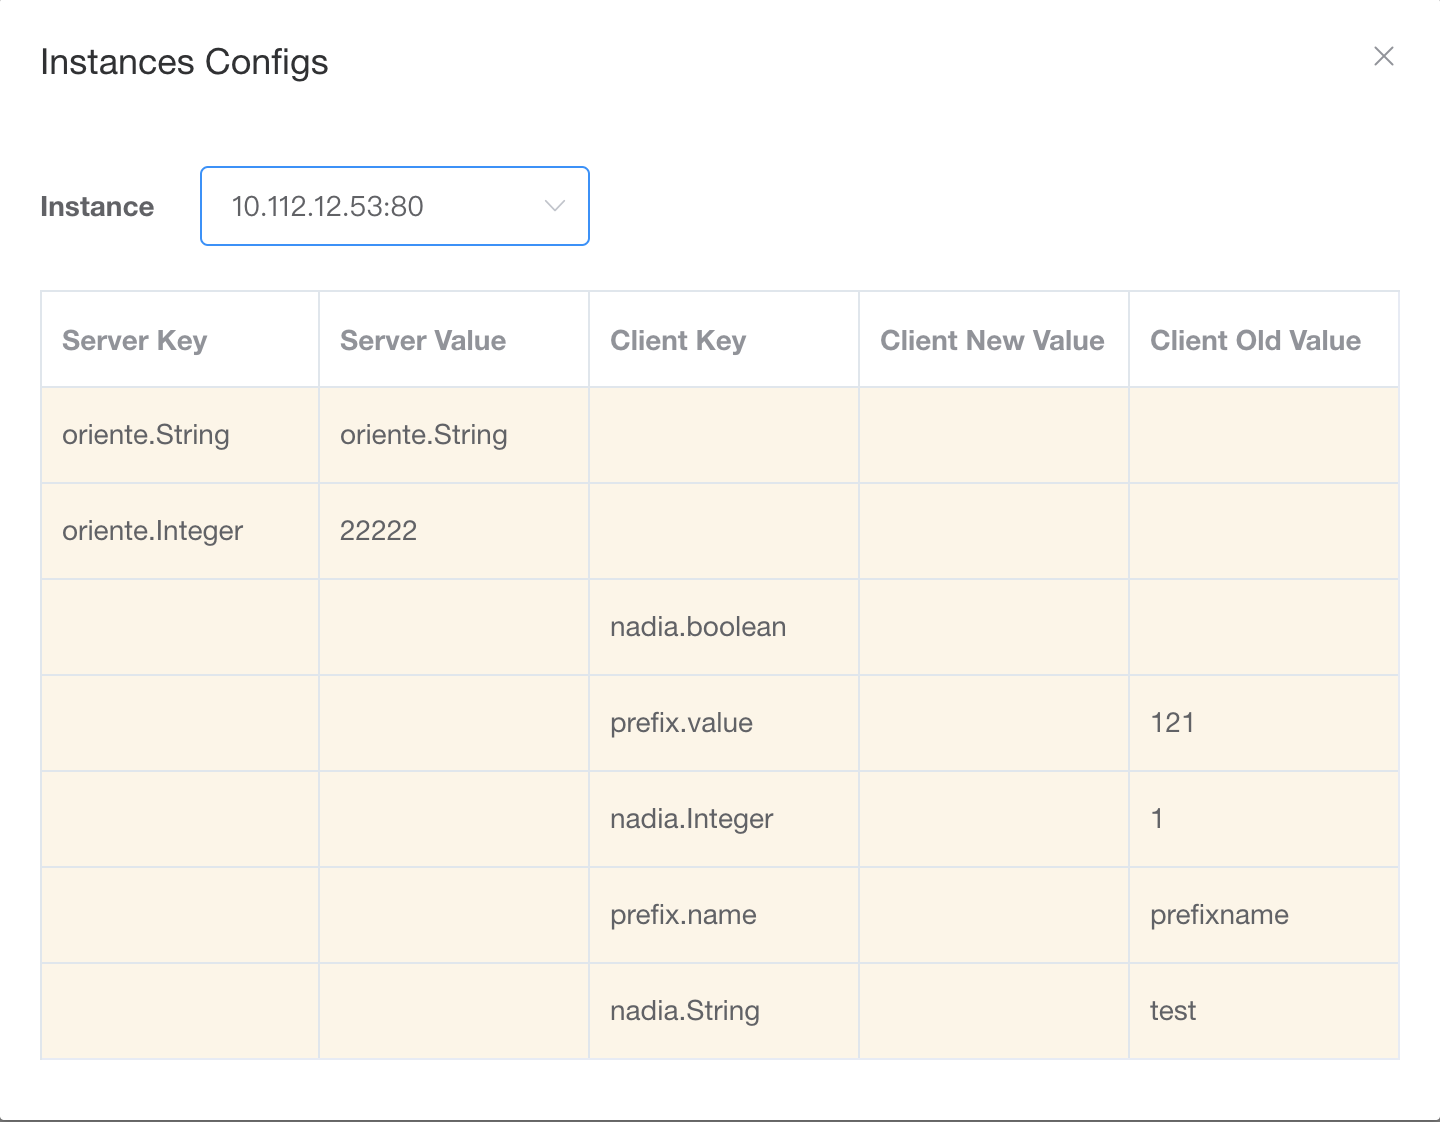 Instances Configs
Instance 10.112.12.53:80
Server Key Server Value Client Key Client New Value Client Old Value
oriente.String oriente.String
oriente.Integer 22222
nadia.boolean
prefix.value 121
nadia.Integer 1
prefix.name prefixname
nadia.String test